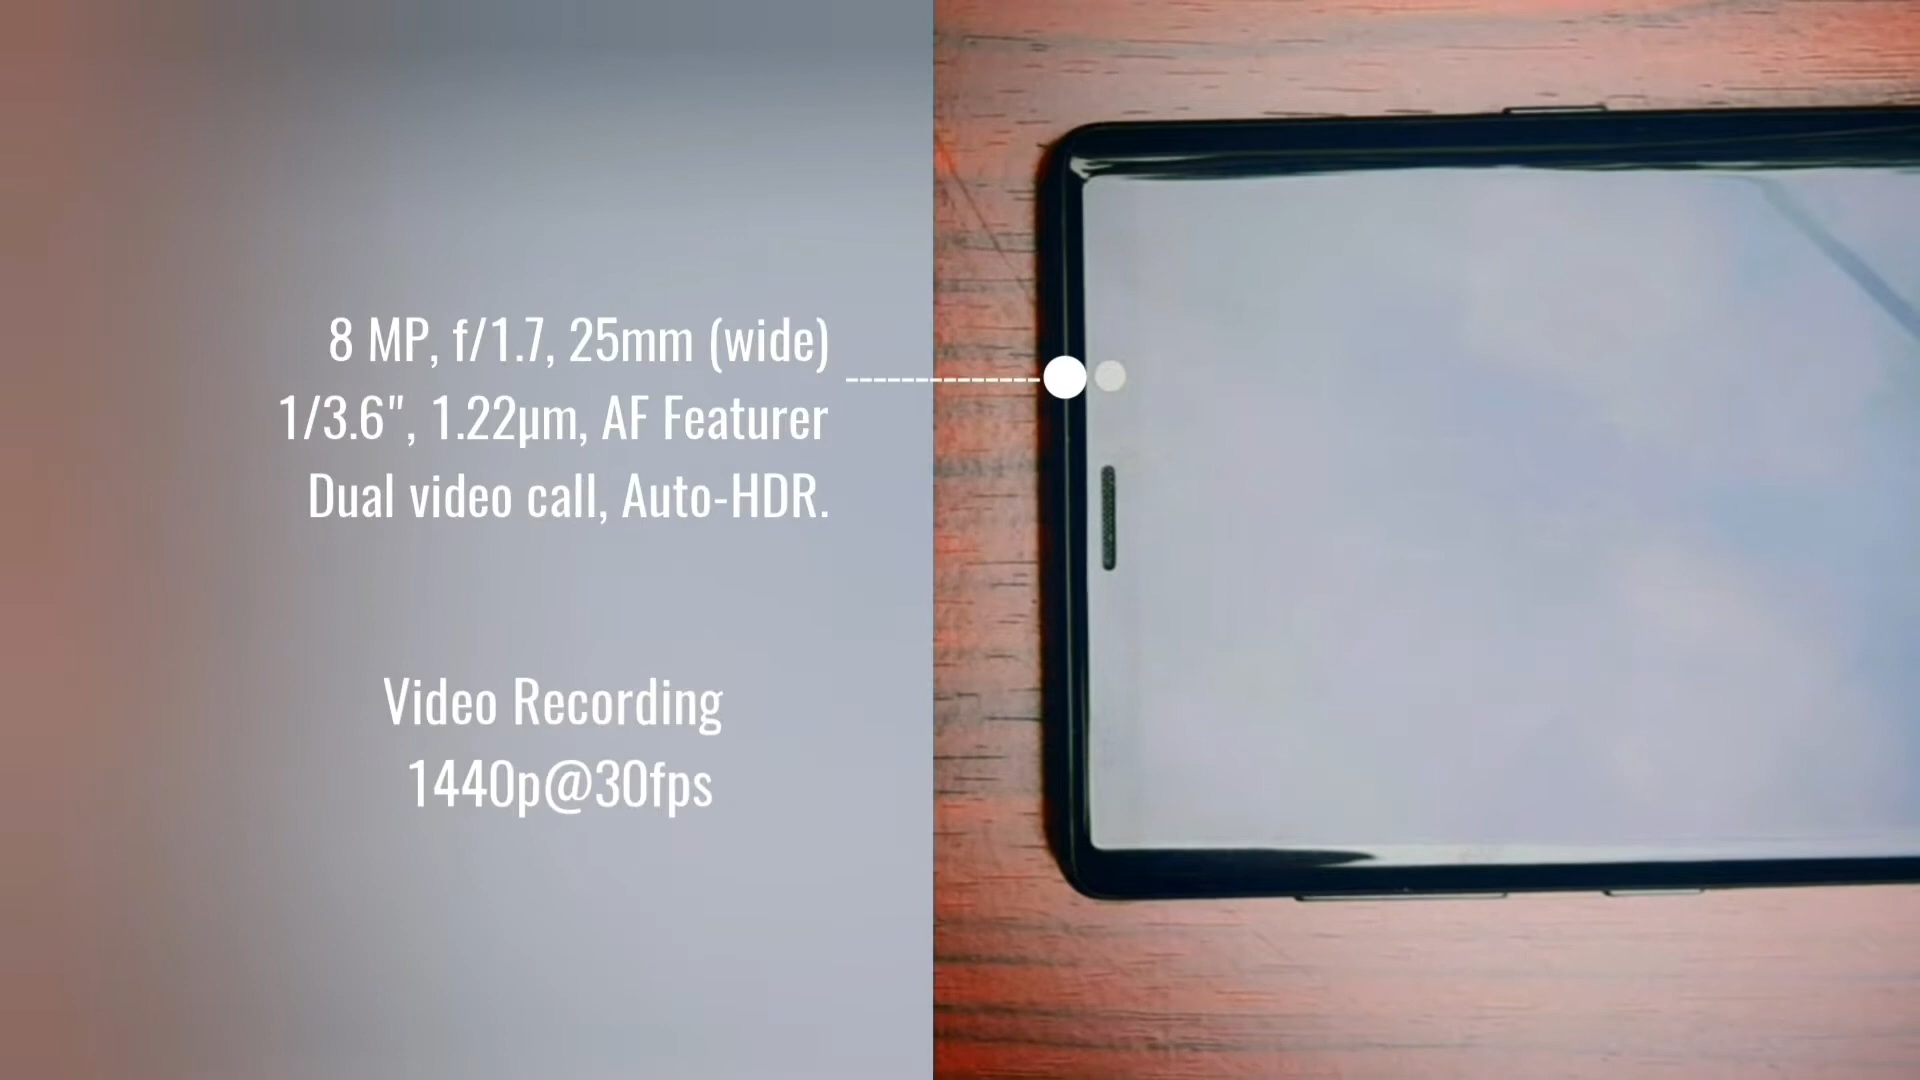 8 MP, f/1.7, 25mm (wide)
1/3.6", 1.22µm, AF Featurer
Dual video call, Auto-HDR.
Video Recording
1440p@30fps